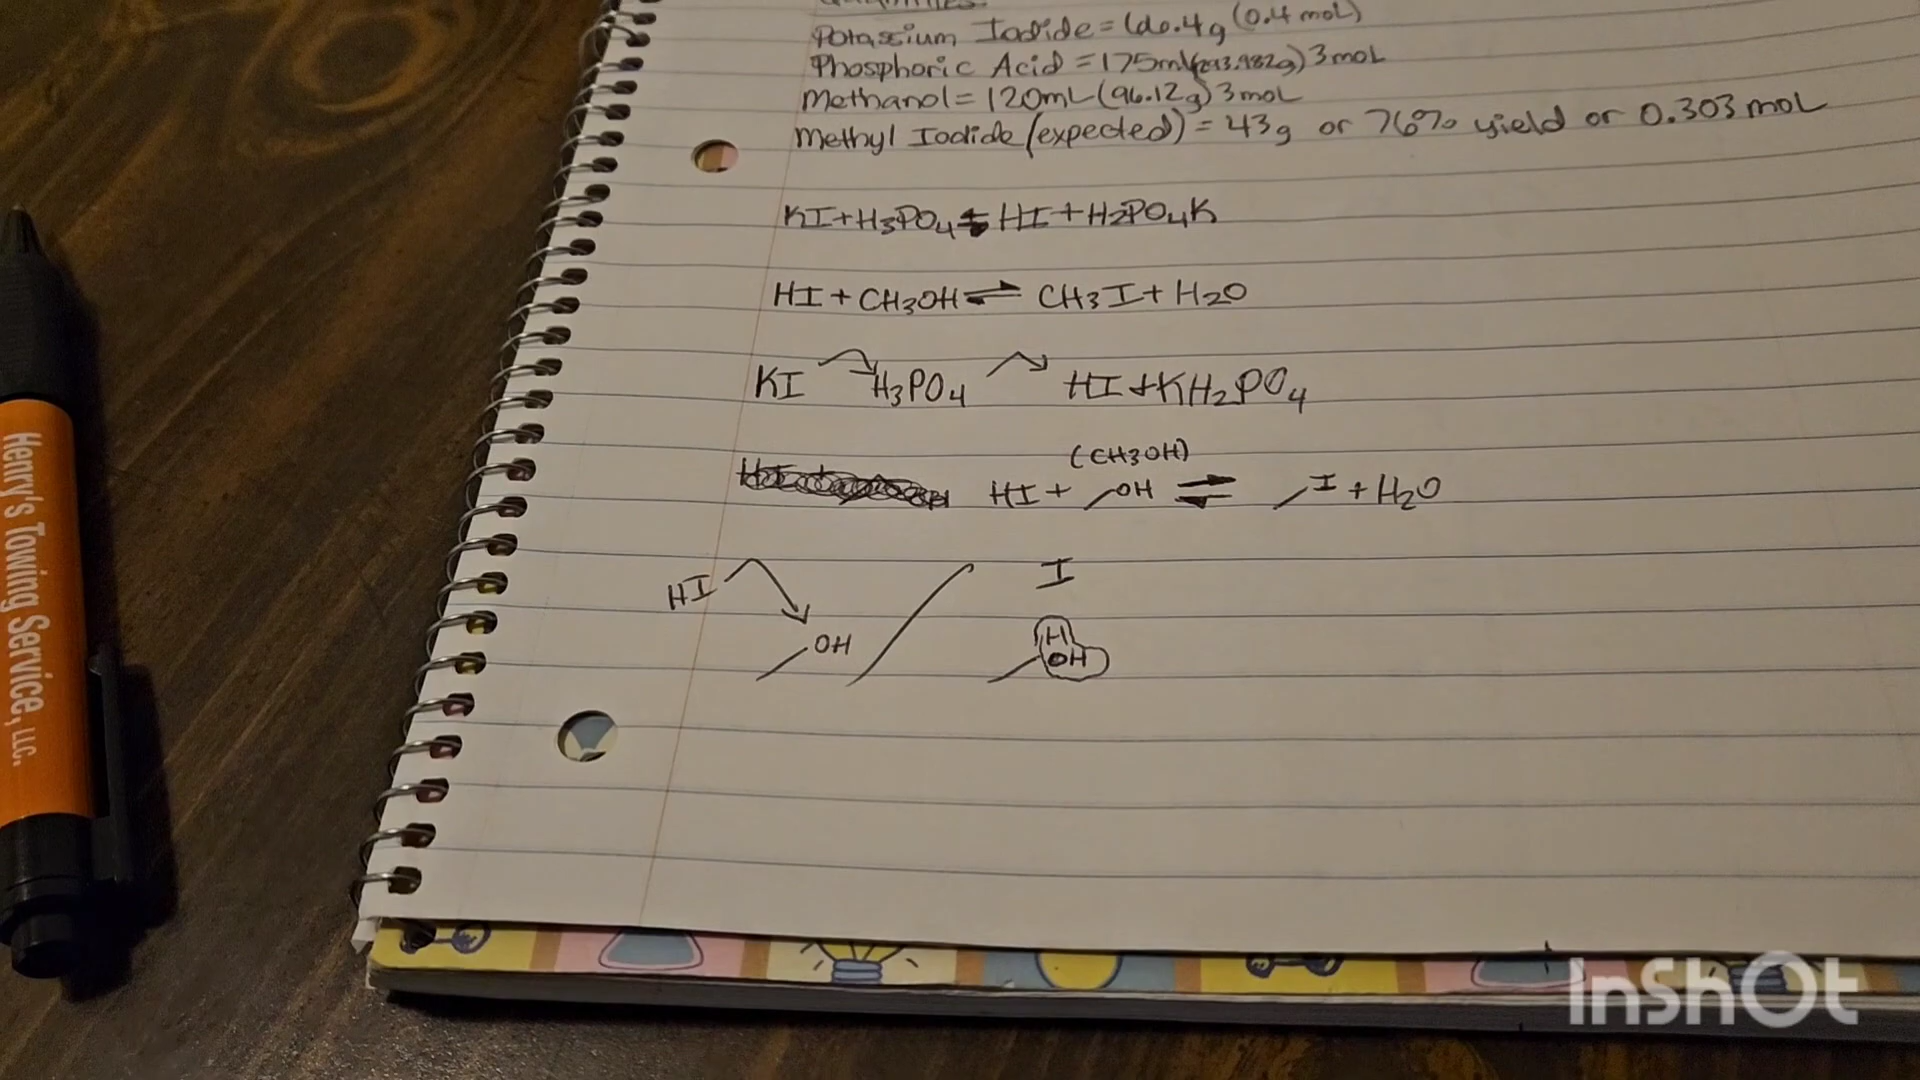 Potassium Iodide = 66.4g (0.4 mol)
Phosphoric Acid = 175ml (293.982g) 3 mol
Methanol = 120mL (96.12g) 3 mol
Methyl Iodide (expected) = 43g or 76% yield or 0.303 mol
KI + H3PO4 ⇌ HI + H2PO4K
HI + CH3OH ⇌ CH3I + H2O
KI H3PO4 HI + KH2PO4
(CH3OH)
HI + OH ⇌ I + H2O
HI I
OH H
OH
Henry's Towing Service, LLC.
InShOt